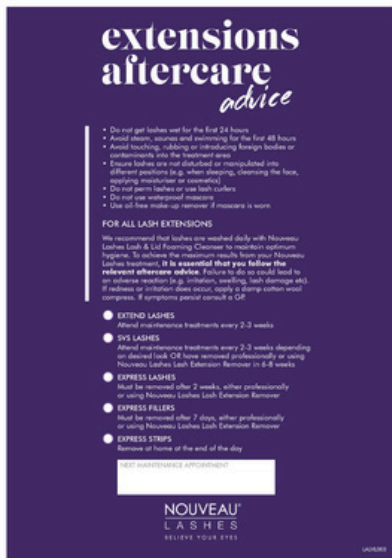 extensions
aftercare
advice
• Do not get lashes wet for the first 24 hours
• Avoid steam, saunas and swimming for the first 48 hours
• Avoid touching, rubbing or introducing foreign bodies or
contaminants into the treatment area
• Ensure lashes are not disturbed or manipulated into
different positions (e.g. when sleeping, cleansing the face,
applying moisturiser or cosmetics)
• Do not perm lashes or use lash curlers
• Do not use waterproof mascara
• Use oil-free make-up remover if mascara is worn
FOR ALL LASH EXTENSIONS
We recommend that lashes are washed daily with Nouveau
Lashes Lash & Lid Foaming Cleanser to maintain optimum
hygiene. To achieve the maximum results from your Nouveau
Lashes treatment, it is essential that you follow the
relevant aftercare advice. Failure to do so could lead to
an adverse reaction (e.g. irritation, swelling, lash damage etc).
If redness or irritation does occur, apply a damp cotton wool
compress. If symptoms persist consult a GP.
EXTEND LASHES
Attend maintenance treatments every 2-3 weeks
SVS LASHES
Attend maintenance treatments every 2-3 weeks depending
on desired look OR have removed professionally or using
Nouveau Lashes Lash Extension Remover in 6-8 weeks
EXPRESS LASHES
Must be removed after 2 weeks, either professionally
or using Nouveau Lashes Lash Extension Remover
EXPRESS FILLERS
Must be removed after 7 days, either professionally
or using Nouveau Lashes Lash Extension Remover
EXPRESS STRIPS
Remove at home at the end of the day
NEXT MAINTENANCE APPOINTMENT
NOUVEAU
LASHES
BELIEVE YOUR EYES